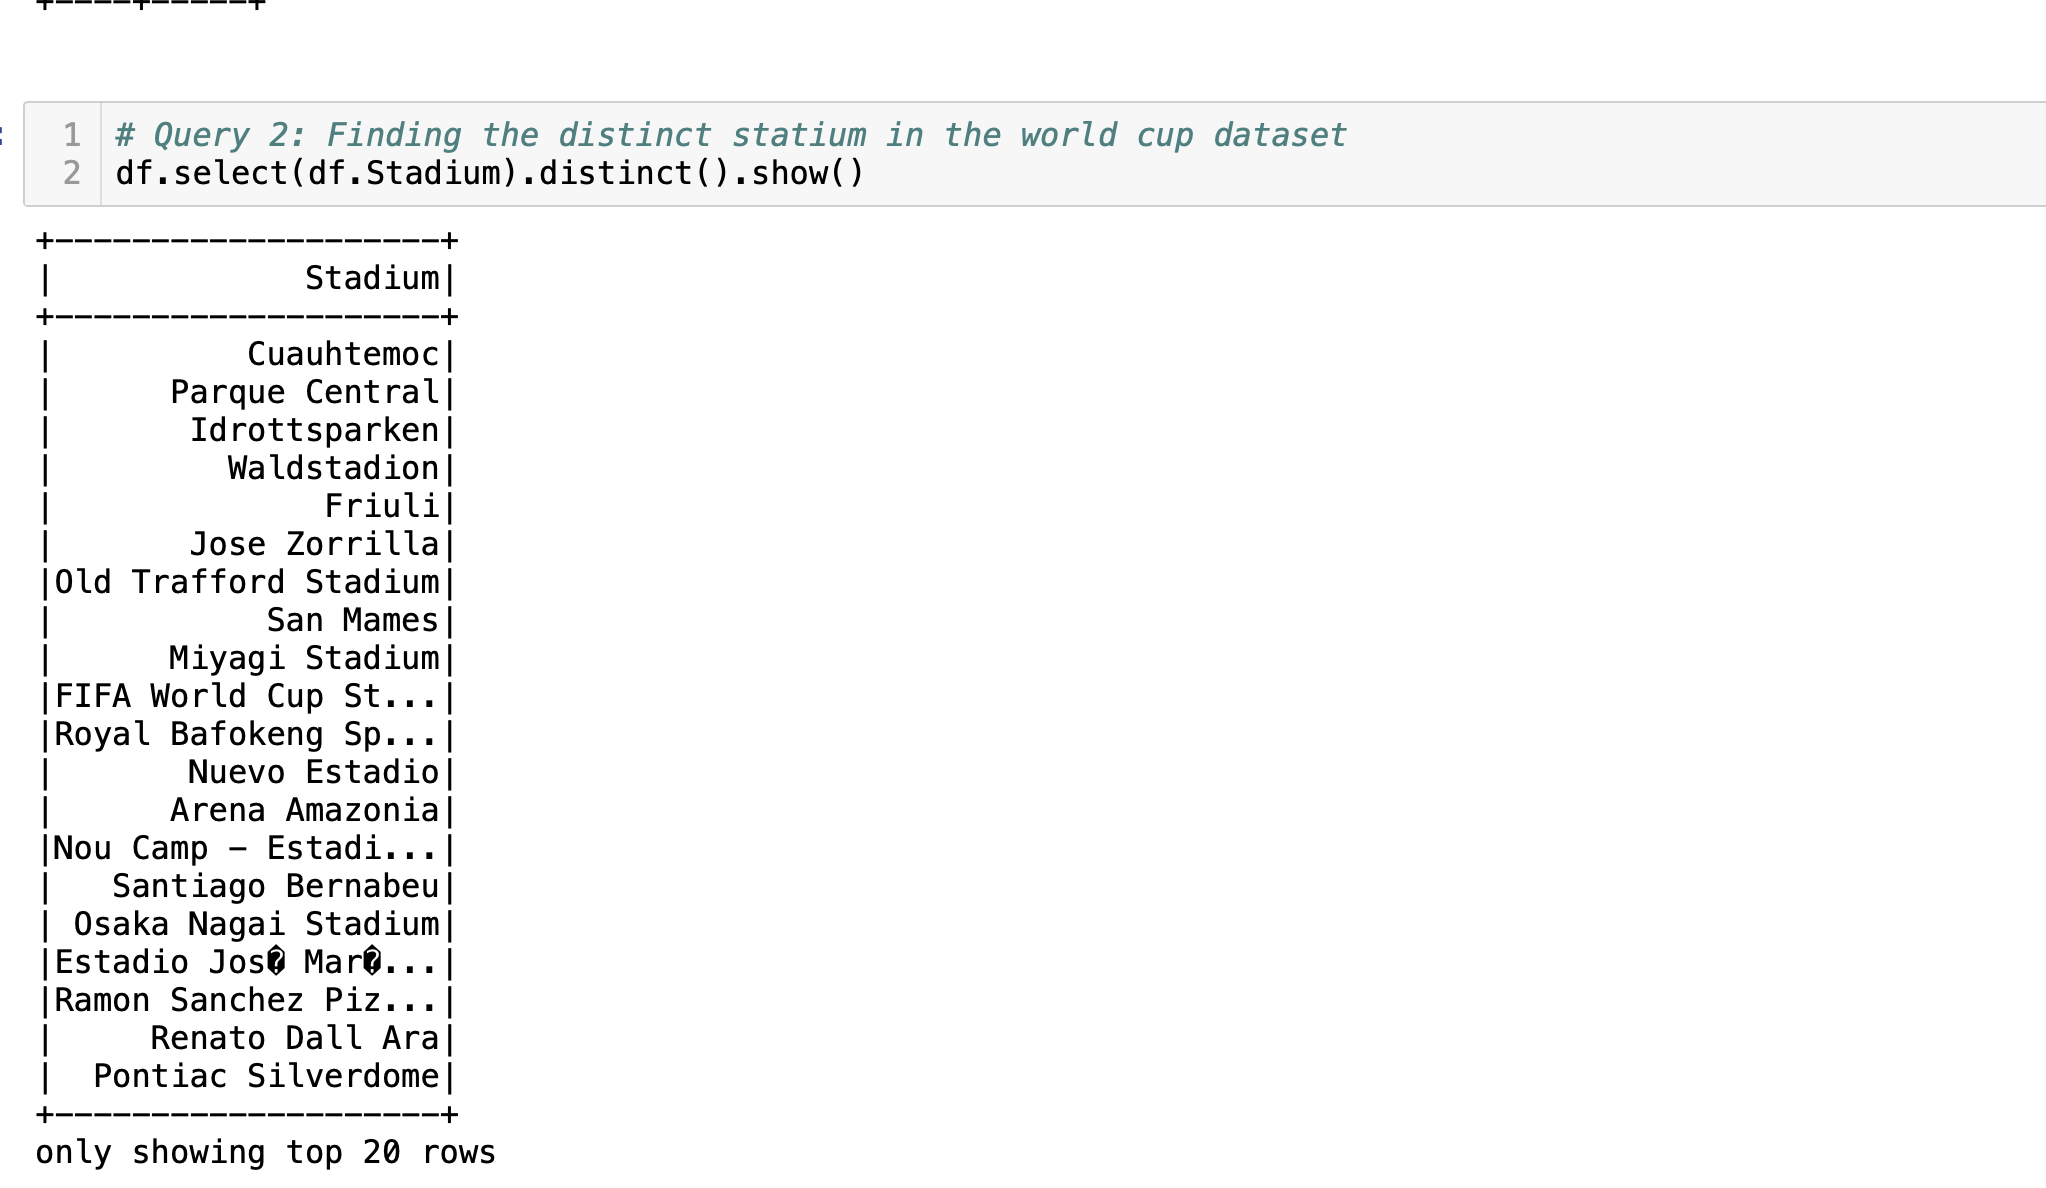 +----+-----+
1 # Query 2: Finding the distinct statium in the world cup dataset
2 df.select(df.Stadium).distinct().show()
+--------------------+
|             Stadium|
+--------------------+
|          Cuauhtemoc|
|      Parque Central|
|       Idrottsparken|
|         Waldstadion|
|              Friuli|
|       Jose Zorrilla|
|Old Trafford Stadium|
|           San Mames|
|      Miyagi Stadium|
|FIFA World Cup St...|
|Royal Bafokeng Sp...|
|       Nuevo Estadio|
|      Arena Amazonia|
|Nou Camp - Estadi...|
|   Santiago Bernabeu|
| Osaka Nagai Stadium|
|Estadio Jos� Mar�...|
|Ramon Sanchez Piz...|
|     Renato Dall Ara|
|  Pontiac Silverdome|
+--------------------+
only showing top 20 rows